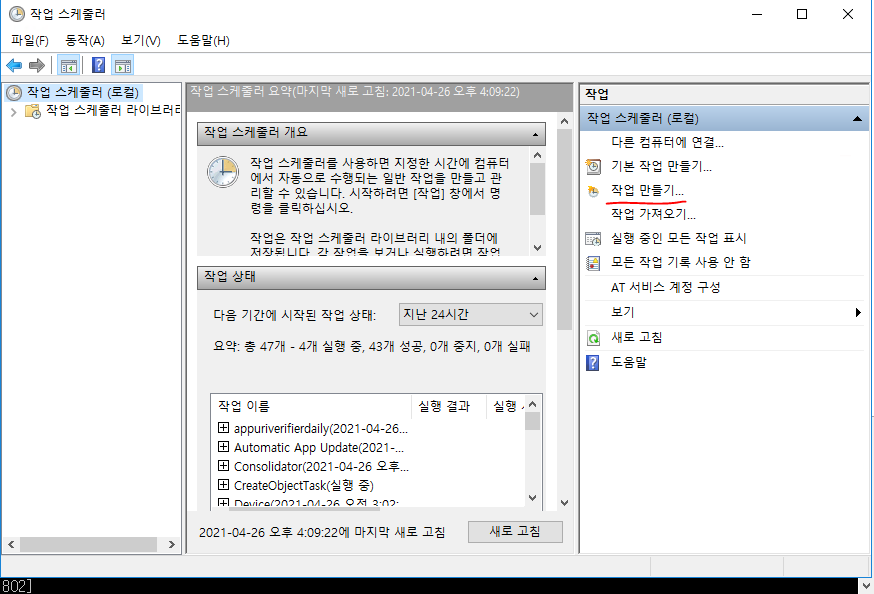 작업 스케줄러
파일(F) 동작(A) 보기(V) 도움말(H)
작업 스케줄러 (로컬)
작업 스케줄러 라이브러리
작업 스케줄러 요약(마지막 새로 고침: 2021-04-26 오후 4:09:22)
작업 스케줄러 개요
작업 스케줄러를 사용하면 지정한 시간에 컴퓨터
에서 자동으로 수행되는 일반 작업을 만들고 관
리할 수 있습니다. 시작하려면 [작업] 창에서 명
령을 클릭하십시오.
작업은 작업 스케줄러 라이브러리 내의 폴더에
저장됩니다. 각 작업을 보거나 실행하려면 작업
작업 상태
다음 기간에 시작된 작업 상태: 지난 24시간
요약: 총 47개 - 4개 실행 중, 43개 성공, 0개 중지, 0개 실패
작업 이름 실행 결과 실행
appuriverifierdaily(2021-04-26...
Automatic App Update(2021-...
Consolidator(2021-04-26 오후...
CreateObjectTask(실행 중)
Device(2021-04-26 오전 3:02:
2021-04-26 오후 4:09:22에 마지막 새로 고침 새로 고침
작업
작업 스케줄러 (로컬)
다른 컴퓨터에 연결...
기본 작업 만들기...
작업 만들기...
작업 가져오기...
실행 중인 모든 작업 표시
모든 작업 기록 사용 안 함
AT 서비스 계정 구성
보기
새로 고침
도움말
802]